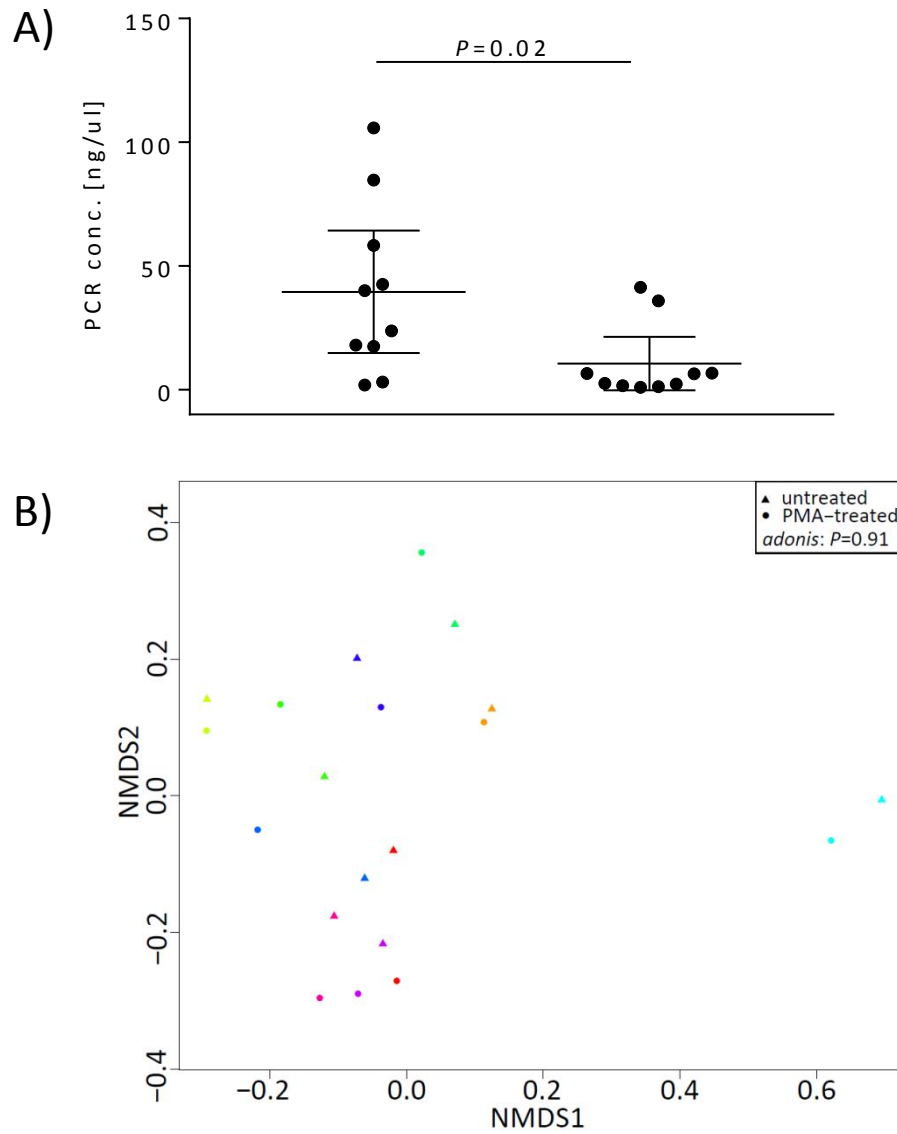 A)
150
P=0.02
PCR conc. [ng/ul]
100
50
0
B)
untreated
PMA−treated
adonis: P=0.91
0.4
0.2
0.0
−0.2
−0.4
NMDS2
−0.2
0.0
0.2
0.4
0.6
NMDS1